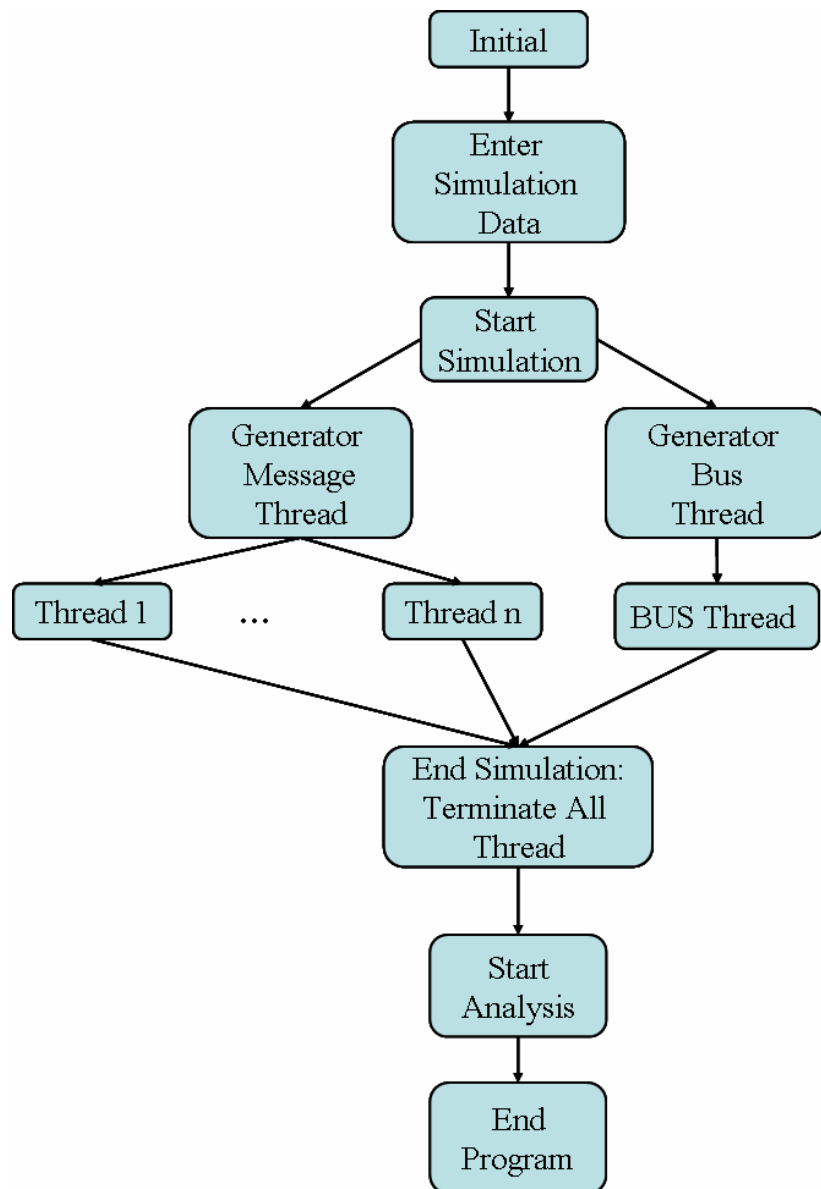 Initial
Enter
Simulation
Data
Start
Simulation
Generator
Message
Thread
Generator
Bus
Thread
Thread 1
...
Thread n
BUS Thread
End Simulation:
Terminate All
Thread
Start
Analysis
End
Program